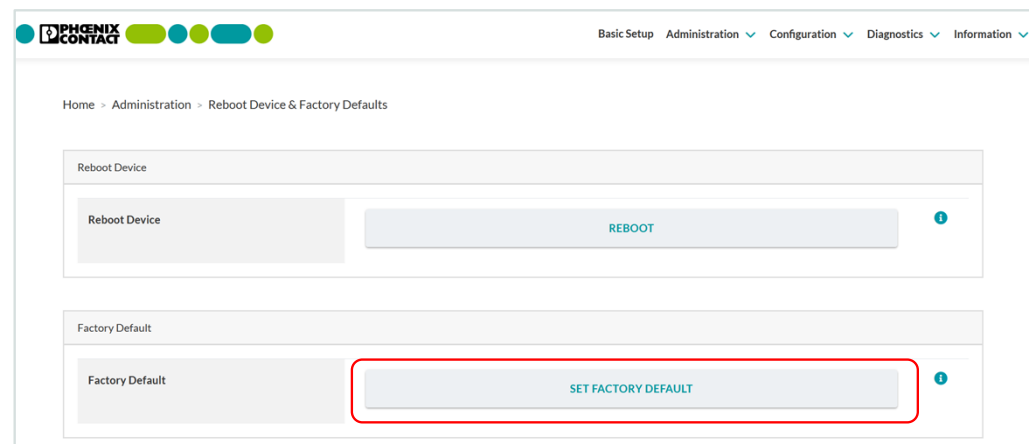 PHŒNIX
CONTACT
Basic Setup Administration Configuration Diagnostics Information
Home > Administration > Reboot Device & Factory Defaults
Reboot Device
Reboot Device
REBOOT
Factory Default
Factory Default
SET FACTORY DEFAULT